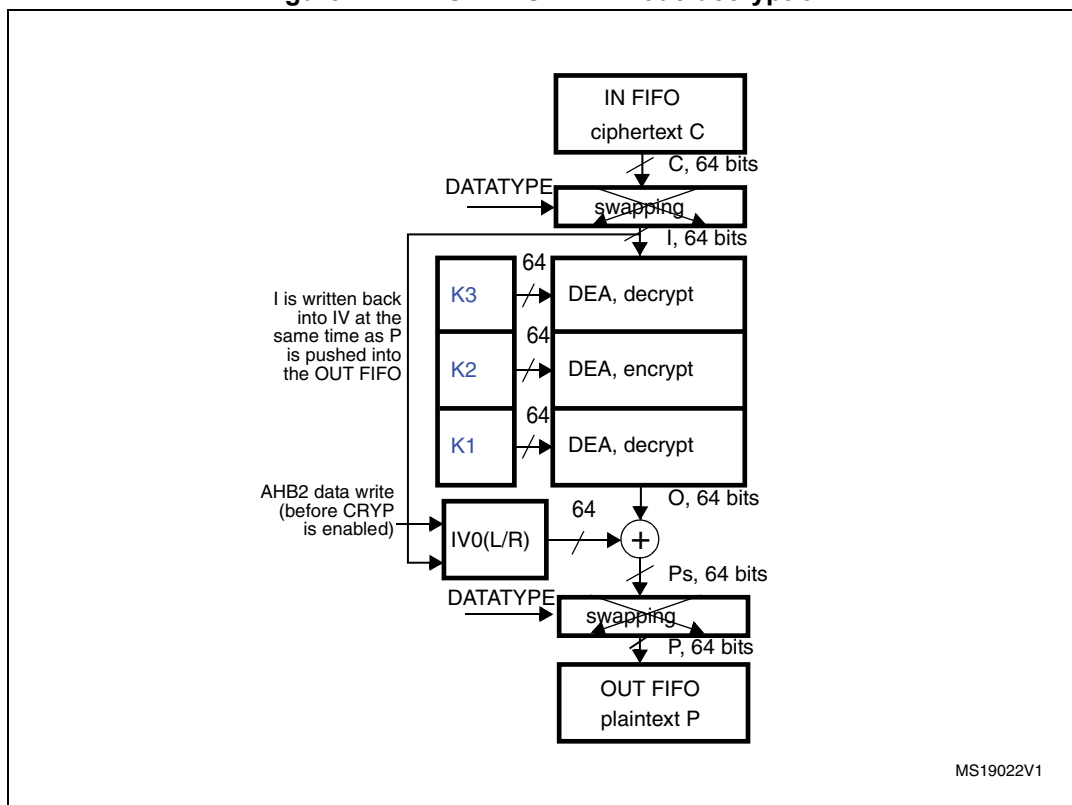 IN FIFO
ciphertext C
C, 64 bits
DATATYPE
swapping
I, 64 bits
I is written back
into IV at the
same time as P
is pushed into
the OUT FIFO
K3
64
DEA, decrypt
K2
64
DEA, encrypt
K1
64
DEA, decrypt
O, 64 bits
AHB2 data write
(before CRYP
is enabled)
IV0(L/R)
64
+
Ps, 64 bits
DATATYPE
swapping
P, 64 bits
OUT FIFO
plaintext P
MS19022V1